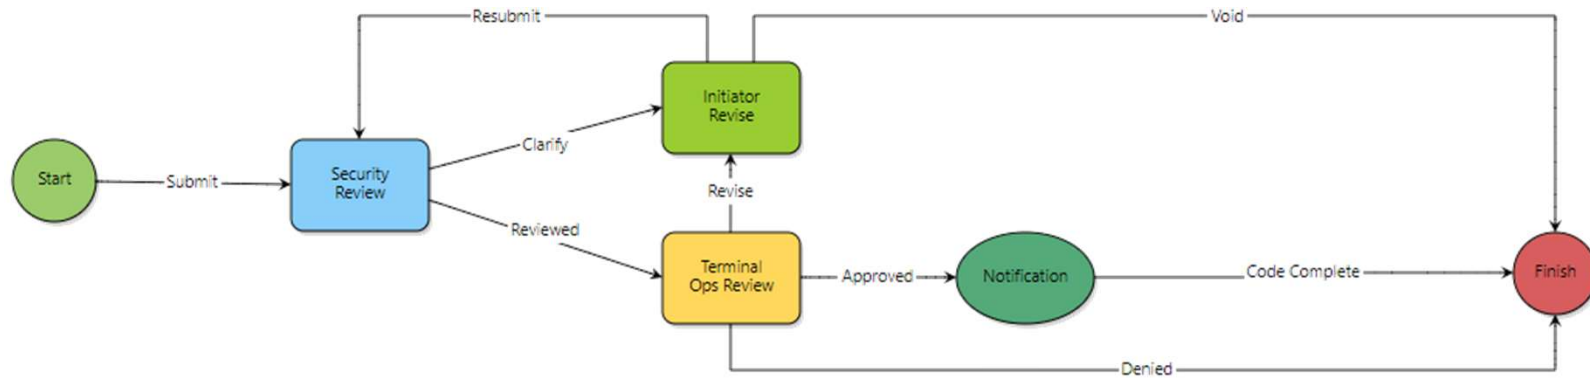 Resubmit
Void
Initiator
Revise
Clarify
Start
Submit
Security
Review
Revise
Reviewed
Terminal
Ops Review
Approved
Notification
Code Complete
Finish
Denied